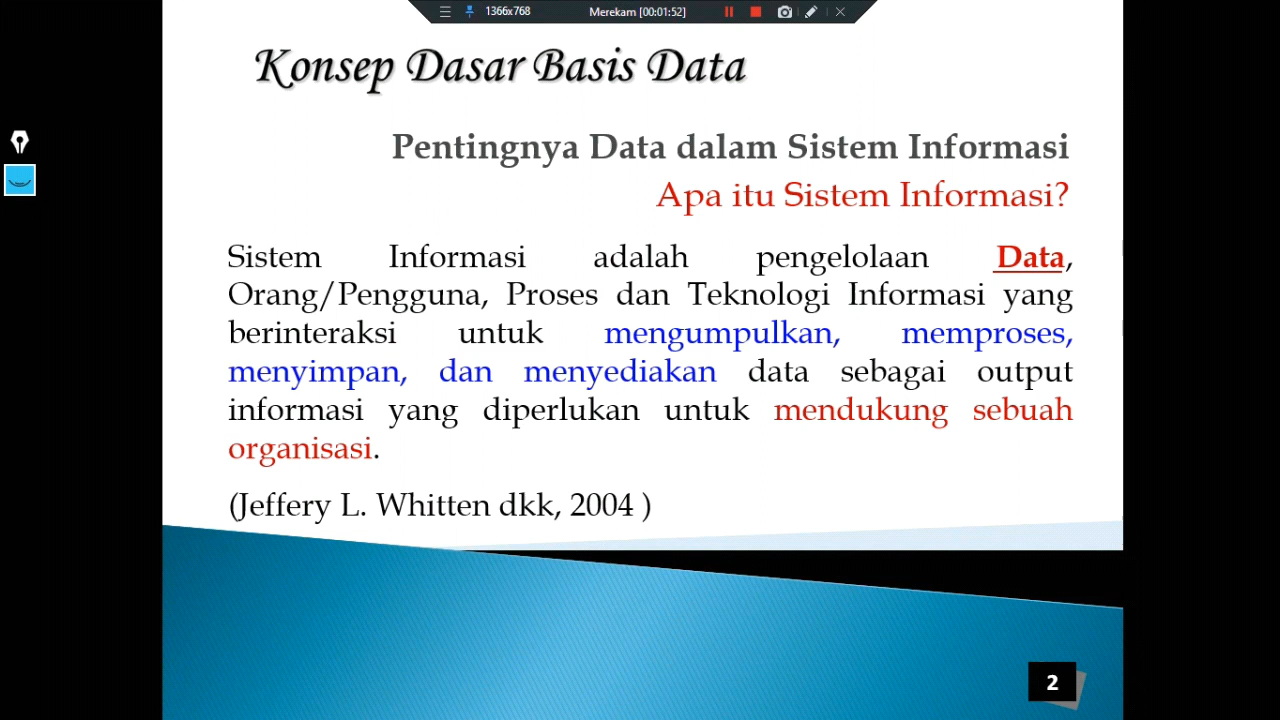 1366x768 Merekam [00:01:52]
Konsep Dasar Basis Data
Pentingnya Data dalam Sistem Informasi
Apa itu Sistem Informasi?
Sistem Informasi adalah pengelolaan Data,
Orang/Pengguna, Proses dan Teknologi Informasi yang
berinteraksi untuk mengumpulkan, memproses,
menyimpan, dan menyediakan data sebagai output
informasi yang diperlukan untuk mendukung sebuah
organisasi.
(Jeffery L. Whitten dkk, 2004 )
2